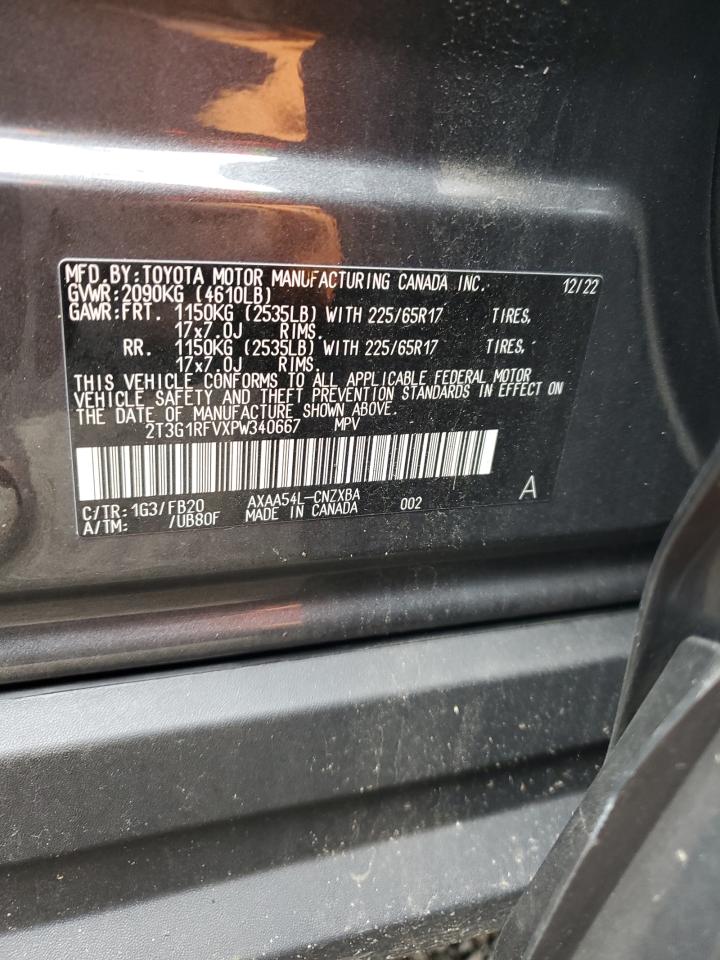 MFD.BY:TOYOTA MOTOR MANUFACTURING CANADA INC. 12/22
GVWR:2090KG (4610LB)
GAWR:FRT. 1150KG (2535LB) WITH 225/65R17 TIRES,
17x7.0J RIMS.
RR. 1150KG (2535LB) WITH 225/65R17 TIRES,
17x7.0J RIMS.
THIS VEHICLE CONFORMS TO ALL APPLICABLE FEDERAL MOTOR
VEHICLE SAFETY AND THEFT PREVENTION STANDARDS IN EFFECT ON
THE DATE OF MANUFACTURE SHOWN ABOVE.
2T3G1RFVXPW340667 MPV
A
C/TR:1G3/FB20 AXAA54L-CNZXBA 002
A/TM: /UB80F MADE IN CANADA